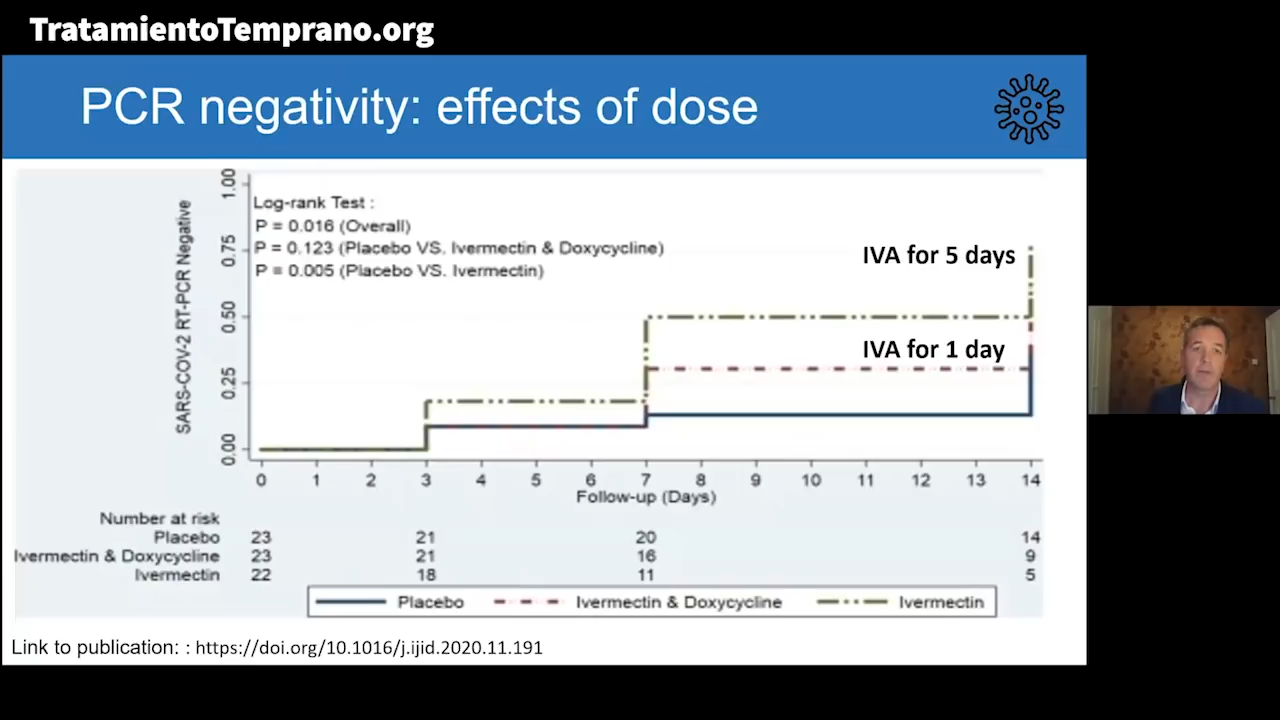 TratamientoTemprano.org
PCR negativity: effects of dose
SARS-COV-2 RT-PCR Negative
1.00
0.75
0.50
0.25
0.00
Log-rank Test :
P = 0.016 (Overall)
P = 0.123 (Placebo VS. Ivermectin & Doxycycline)
P = 0.005 (Placebo VS. Ivermectin)
IVA for 5 days
IVA for 1 day
0 1 2 3 4 5 6 7 8 9 10 11 12 13 14
Follow-up (Days)
Number at risk
Placebo 23 21 20 14
Ivermectin & Doxycycline 23 21 16 9
Ivermectin 22 18 11 5
Placebo Ivermectin & Doxycycline Ivermectin
Link to publication: : https://doi.org/10.1016/j.ijid.2020.11.191